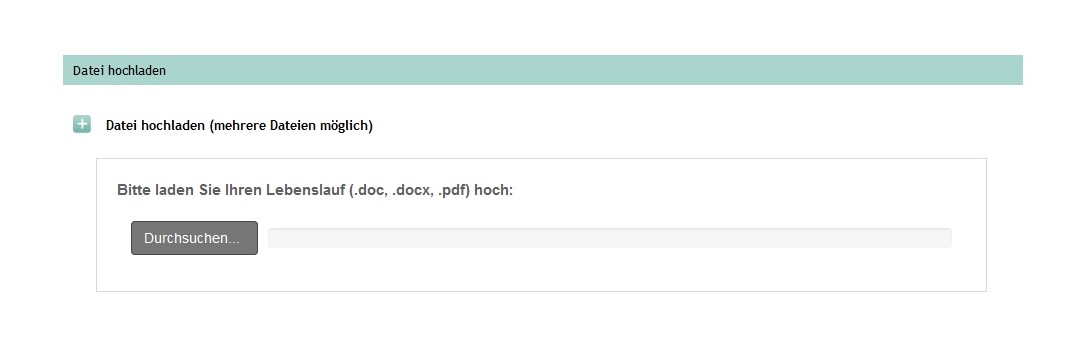 Datei hochladen
Datei hochladen (mehrere Dateien möglich)
Bitte laden Sie Ihren Lebenslauf (.doc, .docx, .pdf) hoch:
Durchsuchen...